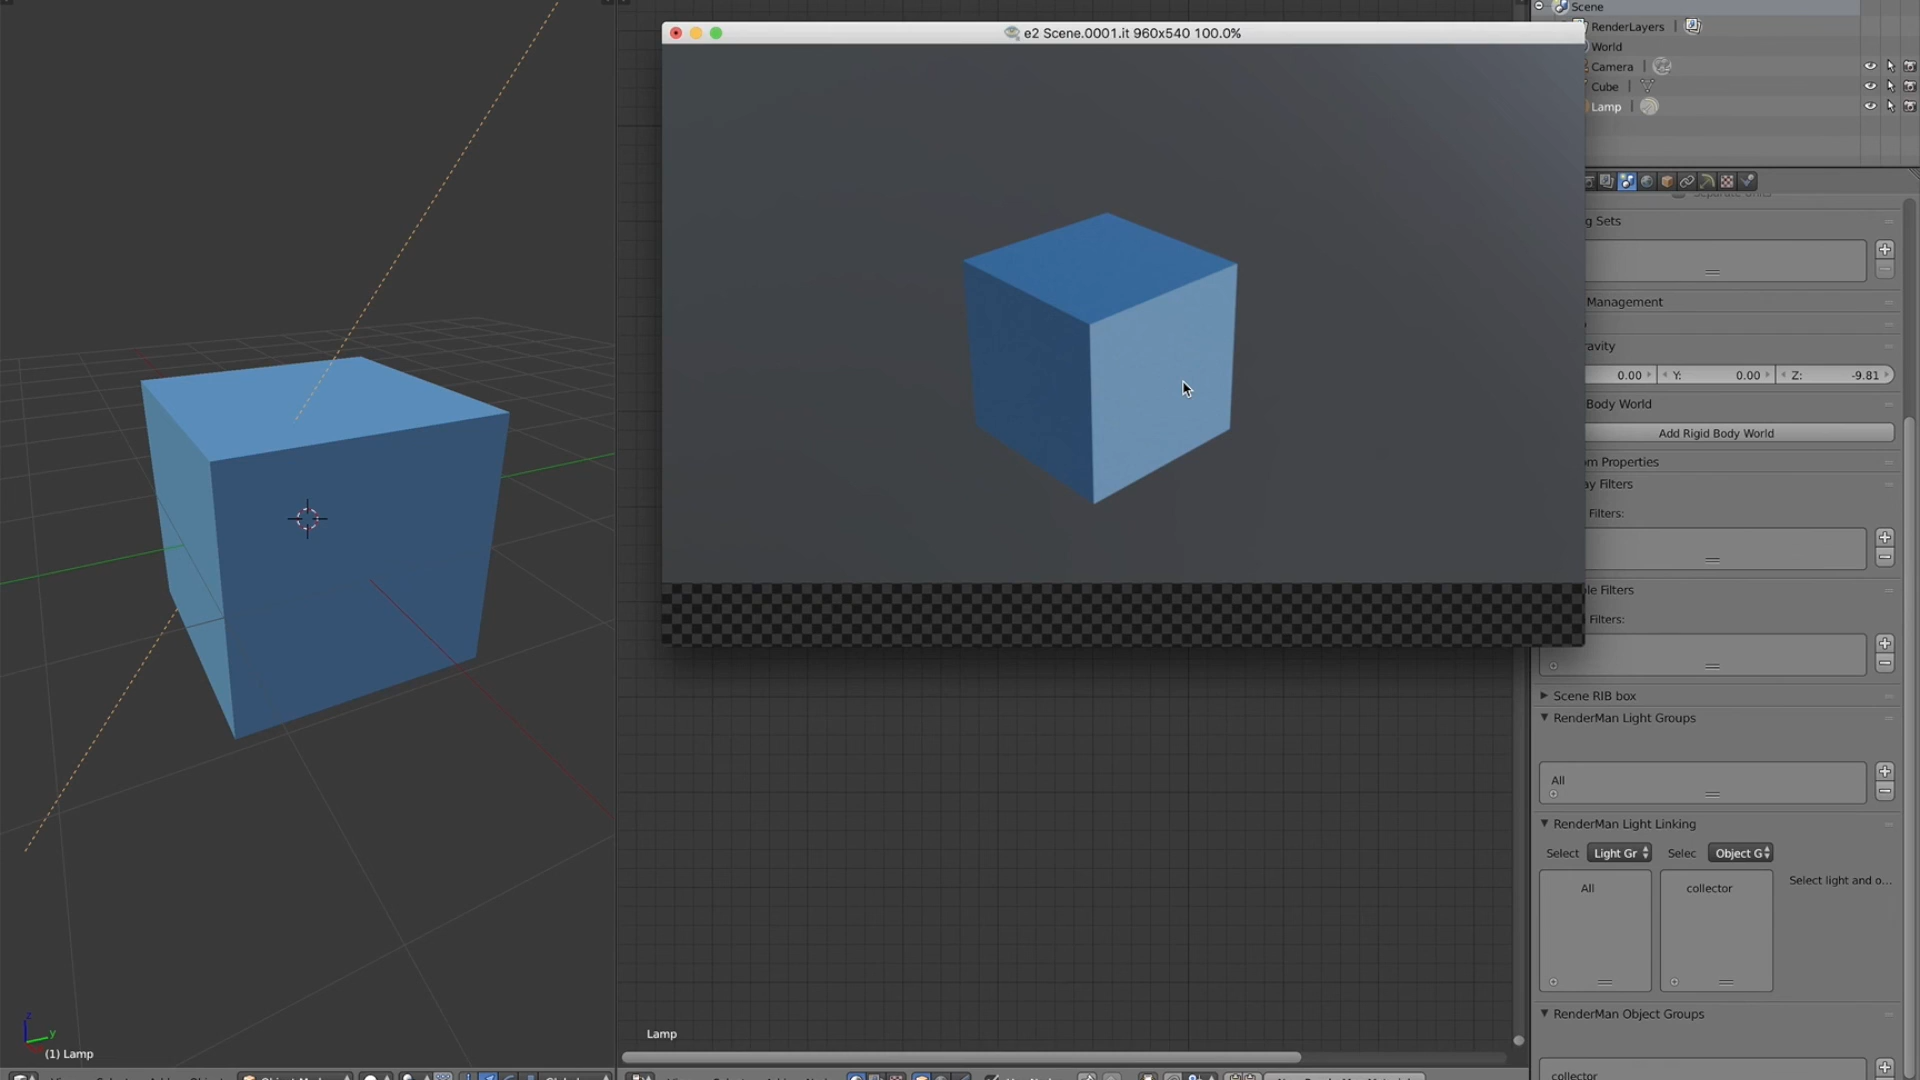 Scene
e2 Scene.0001.it 960x540 100.0%
RenderLayers
World
Camera
Cube
Lamp
g Sets
Management
ravity
0.00 Y: 0.00 Z: -9.81
Body World
Add Rigid Body World
m Properties
ay Filters
Filters:
le Filters
Filters:
Scene RIB box
RenderMan Light Groups
All
RenderMan Light Linking
Select Light Gr Selec Object G
All collector Select light and o...
RenderMan Object Groups
Lamp
z
y
(1) Lamp
collector